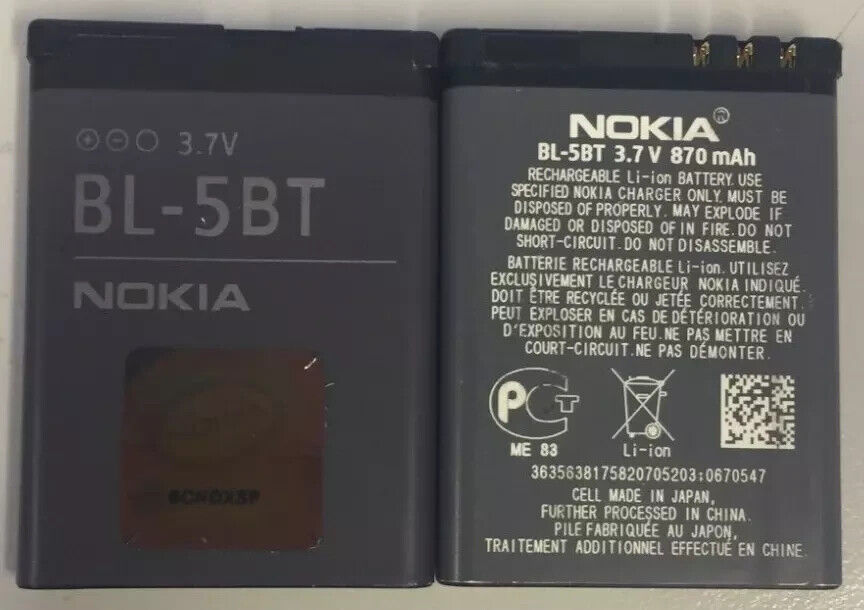 3.7V
BL-5BT
NOKIA
NOKIA
BL-5BT 3.7 V 870 mAh
RECHARGEABLE Li-ion BATTERY. USE
SPECIFIED NOKIA CHARGER ONLY. MUST BE
DISPOSED OF PROPERLY. MAY EXPLODE IF
DAMAGED OR DISPOSED OF IN FIRE. DO NOT
SHORT-CIRCUIT. DO NOT DISASSEMBLE.
BATTERIE RECHARGEABLE Li-ion. UTILISEZ
EXCLUSIVEMENT LE CHARGEUR NOKIA INDIQUÉ.
DOIT ÊTRE RECYCLÉE OU JETÉE CORRECTEMENT.
PEUT EXPLOSER EN CAS DE DÉTÉRIORATION OU
D'EXPOSITION AU FEU. NE PAS METTRE EN
COURT-CIRCUIT. NE PAS DÉMONTER.
PCT
ME 83
Li-ion
3635638175820705203;0670547
CELL MADE IN JAPAN,
FURTHER PROCESSED IN CHINA.
PILE FABRIQUÉE AU JAPON,
TRAITEMENT ADDITIONNEL EFFECTUÉ EN CHINE.